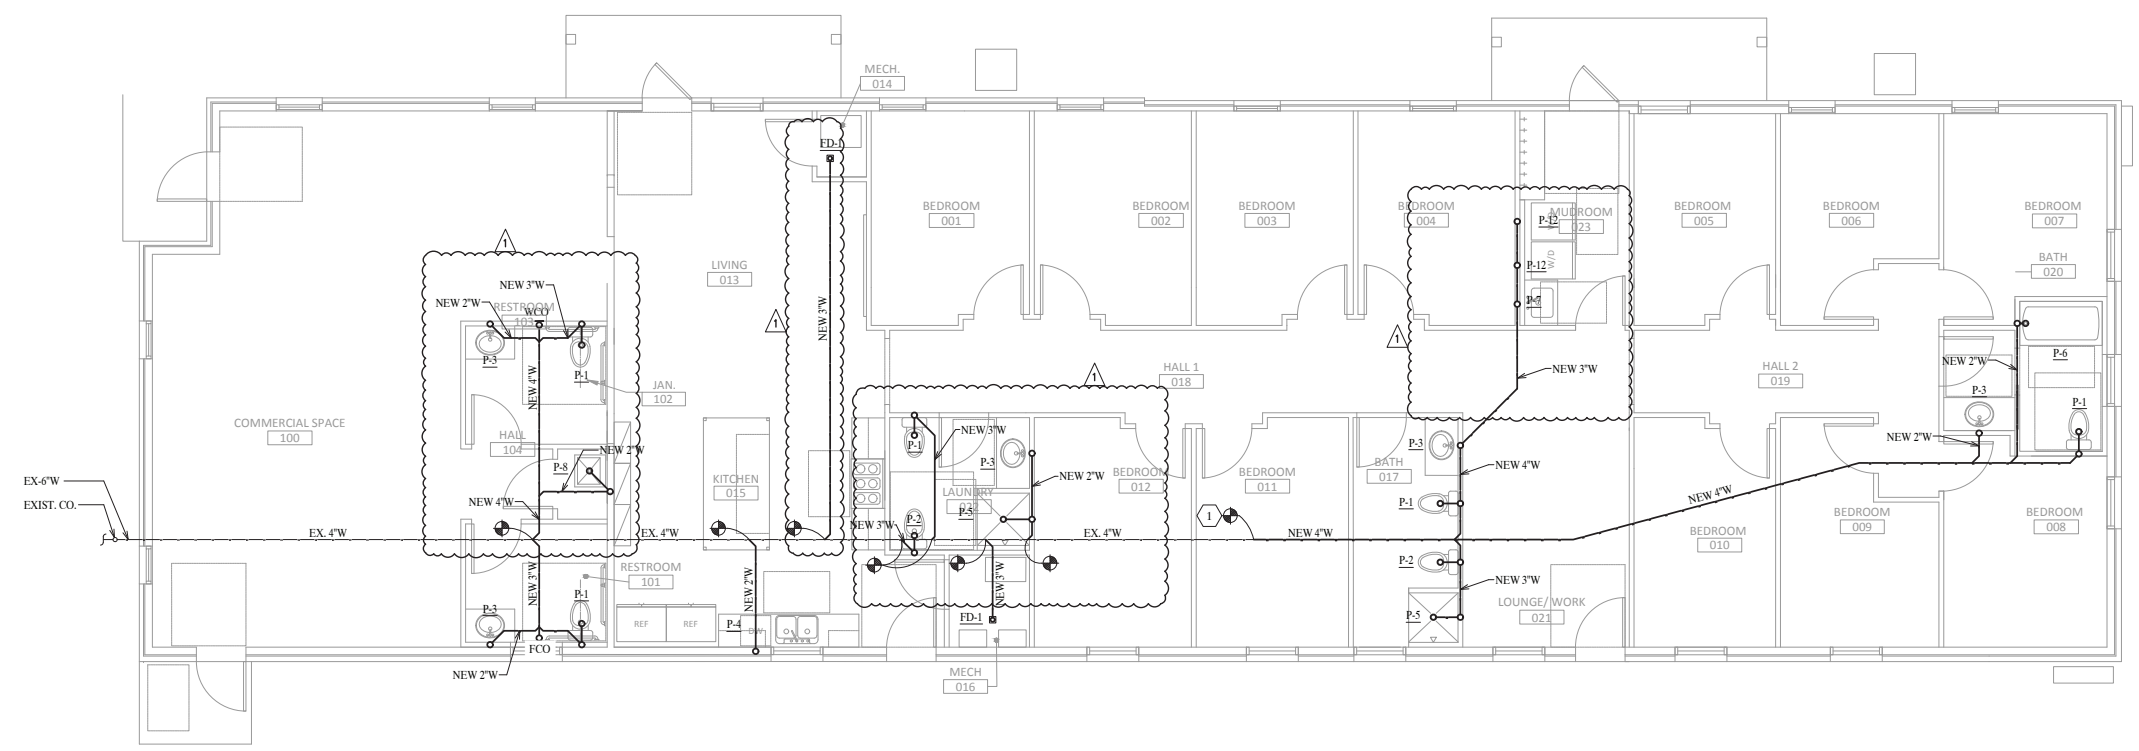 MECH.
014
FD-1
BEDROOM
001
BEDROOM
002
BEDROOM
003
BEDROOM
004
P-12
MUDROOM
023
BEDROOM
005
BEDROOM
006
BEDROOM
007
1
LIVING
013
W/D
P-12
P-7
BATH
020
NEW 3"W
NEW 2"W
RESTROOM
103
WCO
P-3
P-1
NEW 4"W
JAN.
102
1
NEW 3"W
1
HALL 1
018
1
NEW 3"W
HALL 2
019
NEW 2"W
P-6
P-3
P-1
COMMERCIAL SPACE
100
HALL
104
NEW 2"W
P-8
P-1
NEW 3"W
P-3
NEW 2"W
P-3
NEW 4"W
BATH
017
NEW 2"W
EX-6"W
EXIST. CO.
KITCHEN
015
LAUNDRY
022
BEDROOM
012
BEDROOM
011
P-1
NEW 4"W
NEW 4"W
P-2
P-5
NEW 3"W
1
BEDROOM
010
BEDROOM
009
BEDROOM
008
EX. 4"W
EX. 4"W
EX. 4"W
NEW 4"W
RESTROOM
101
NEW 3"W
P-3
P-1
NEW 2"W
NEW 3"W
P-2
NEW 3"W
P-5
LOUNGE/ WORK
021
REF
REF
P-4
DW
FD-1
FCO
NEW 2"W
MECH
016